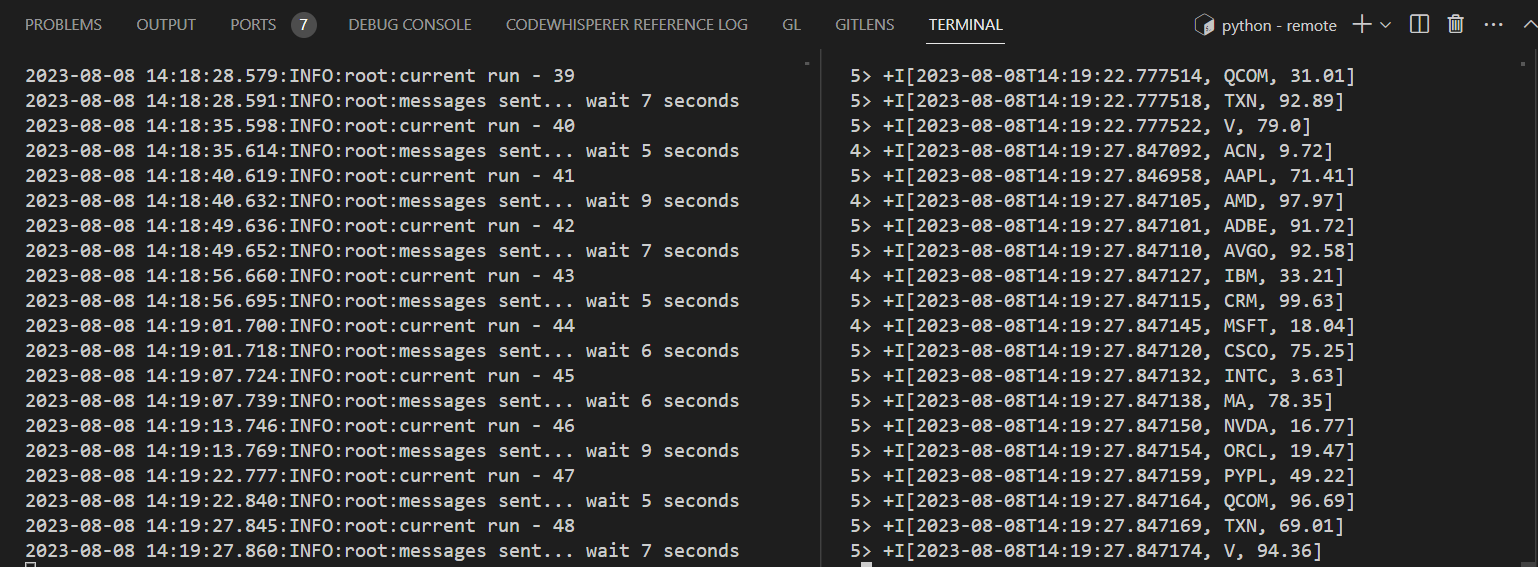 PROBLEMS OUTPUT PORTS 7 DEBUG CONSOLE CODEWHISPERER REFERENCE LOG GL GITLENS TERMINAL python - remote
2023-08-08 14:18:28.579:INFO:root:current run - 39
2023-08-08 14:18:28.591:INFO:root:messages sent... wait 7 seconds
2023-08-08 14:18:35.598:INFO:root:current run - 40
2023-08-08 14:18:35.614:INFO:root:messages sent... wait 5 seconds
2023-08-08 14:18:40.619:INFO:root:current run - 41
2023-08-08 14:18:40.632:INFO:root:messages sent... wait 9 seconds
2023-08-08 14:18:49.636:INFO:root:current run - 42
2023-08-08 14:18:49.652:INFO:root:messages sent... wait 7 seconds
2023-08-08 14:18:56.660:INFO:root:current run - 43
2023-08-08 14:18:56.695:INFO:root:messages sent... wait 5 seconds
2023-08-08 14:19:01.700:INFO:root:current run - 44
2023-08-08 14:19:01.718:INFO:root:messages sent... wait 6 seconds
2023-08-08 14:19:07.724:INFO:root:current run - 45
2023-08-08 14:19:07.739:INFO:root:messages sent... wait 6 seconds
2023-08-08 14:19:13.746:INFO:root:current run - 46
2023-08-08 14:19:13.769:INFO:root:messages sent... wait 9 seconds
2023-08-08 14:19:22.777:INFO:root:current run - 47
2023-08-08 14:19:22.840:INFO:root:messages sent... wait 5 seconds
2023-08-08 14:19:27.845:INFO:root:current run - 48
2023-08-08 14:19:27.860:INFO:root:messages sent... wait 7 seconds
5> +I[2023-08-08T14:19:22.777514, QCOM, 31.01]
5> +I[2023-08-08T14:19:22.777518, TXN, 92.89]
5> +I[2023-08-08T14:19:22.777522, V, 79.0]
4> +I[2023-08-08T14:19:27.847092, ACN, 9.72]
5> +I[2023-08-08T14:19:27.846958, AAPL, 71.41]
4> +I[2023-08-08T14:19:27.847105, AMD, 97.97]
5> +I[2023-08-08T14:19:27.847101, ADBE, 91.72]
5> +I[2023-08-08T14:19:27.847110, AVGO, 92.58]
4> +I[2023-08-08T14:19:27.847127, IBM, 33.21]
5> +I[2023-08-08T14:19:27.847115, CRM, 99.63]
4> +I[2023-08-08T14:19:27.847145, MSFT, 18.04]
5> +I[2023-08-08T14:19:27.847120, CSCO, 75.25]
5> +I[2023-08-08T14:19:27.847132, INTC, 3.63]
5> +I[2023-08-08T14:19:27.847138, MA, 78.35]
5> +I[2023-08-08T14:19:27.847150, NVDA, 16.77]
5> +I[2023-08-08T14:19:27.847154, ORCL, 19.47]
5> +I[2023-08-08T14:19:27.847159, PYPL, 49.22]
5> +I[2023-08-08T14:19:27.847164, QCOM, 96.69]
5> +I[2023-08-08T14:19:27.847169, TXN, 69.01]
5> +I[2023-08-08T14:19:27.847174, V, 94.36]